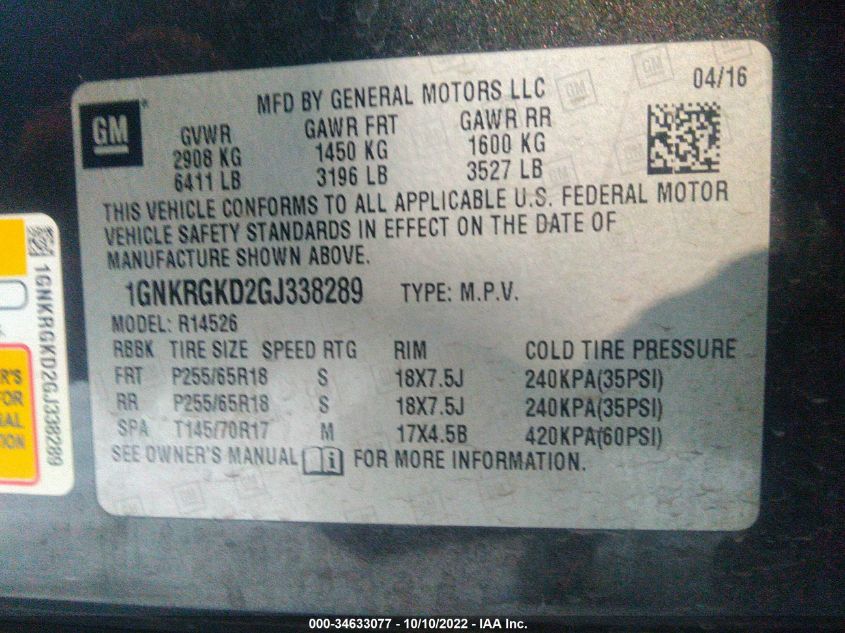 MFD BY GENERAL MOTORS LLC
04/16
GM
GVWR GAWR FRT GAWR RR
2908 KG 1450 KG 1600 KG
6411 LB 3196 LB 3527 LB
THIS VEHICLE CONFORMS TO ALL APPLICABLE U.S. FEDERAL MOTOR
VEHICLE SAFETY STANDARDS IN EFFECT ON THE DATE OF
MANUFACTURE SHOWN ABOVE.
1GNKRGKD2GJ338289 TYPE: M.P.V.
MODEL: R14526
RBBK TIRE SIZE SPEED RTG RIM COLD TIRE PRESSURE
FRT P255/65R18 S 18X7.5J 240KPA(35PSI)
RR P255/65R18 S 18X7.5J 240KPA(35PSI)
SPA T145/70R17 M 17X4.5B 420KPA(60PSI)
SEE OWNER'S MANUAL FOR MORE INFORMATION.
1GNKRGKD2GJ338289
R'S
FOR
AL
TION
000-34633077 - 10/10/2022 - IAA Inc.